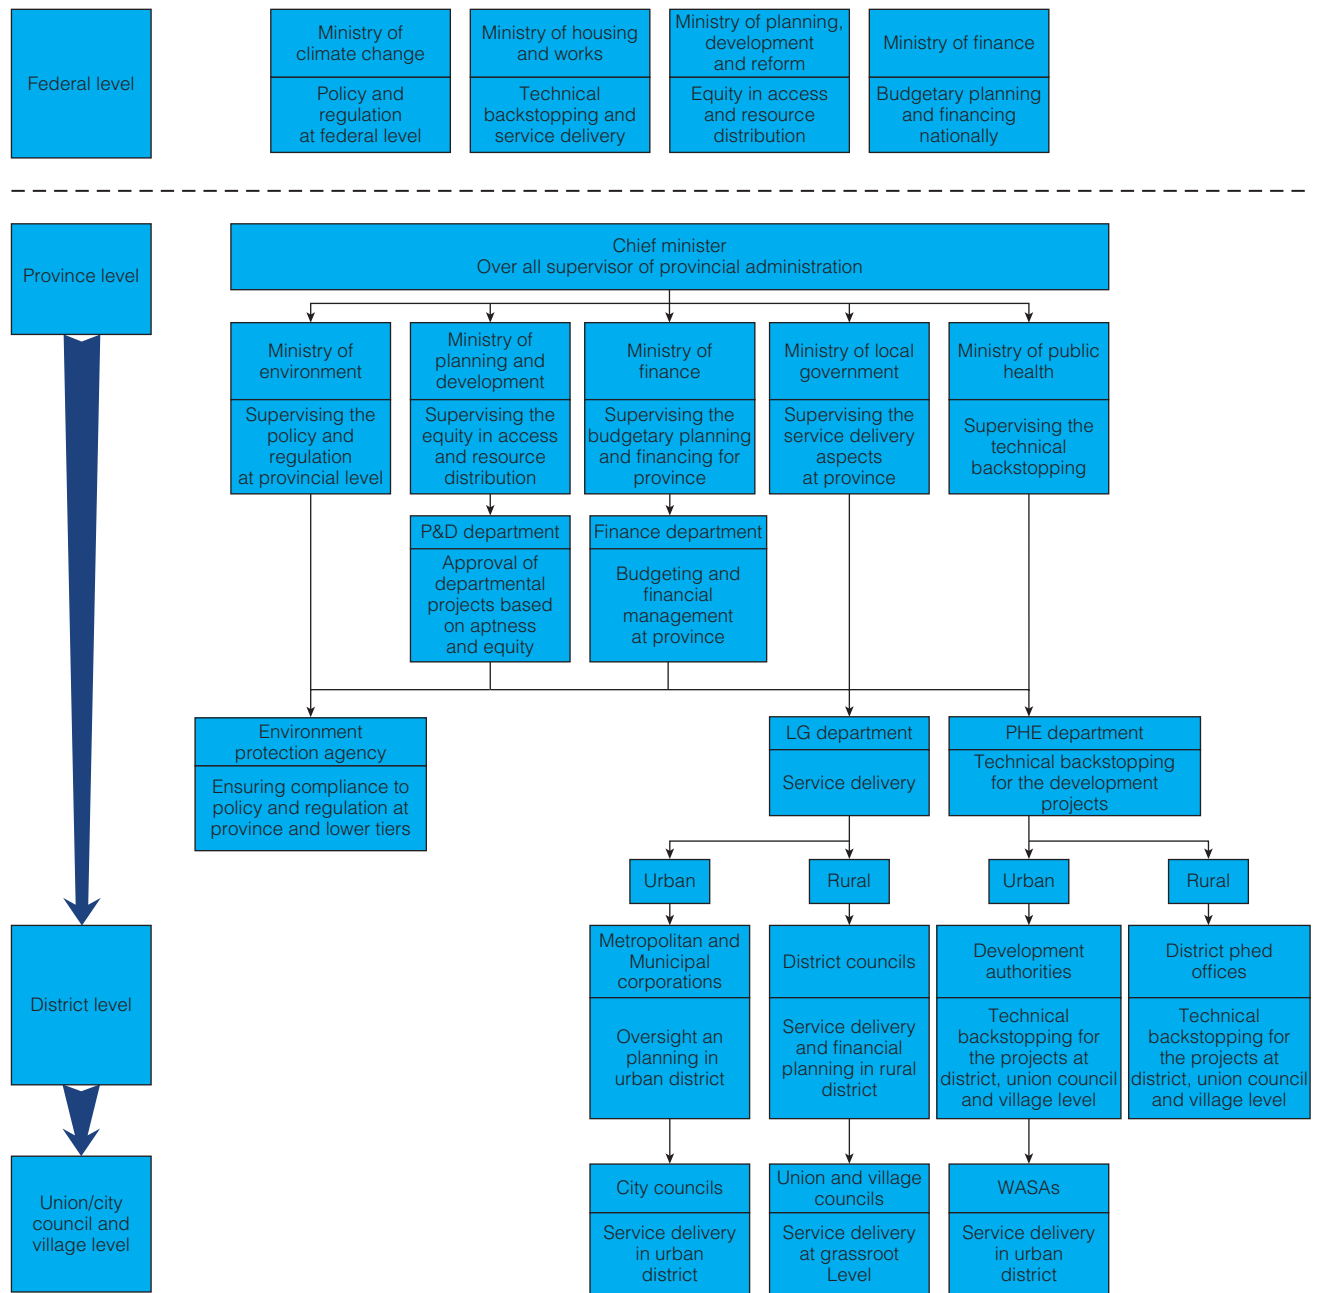 Federal level
Ministry of
climate change
Policy and
regulation
at federal level
Ministry of housing
and works
Technical
backstopping and
service delivery
Ministry of planning,
development
and reform
Equity in access
and resource
distribution
Ministry of finance
Budgetary planning
and financing
nationally
Province level
Chief minister
Over all supervisor of provincial administration
Ministry of
environment
Supervising the
policy and
regulation
at provincial level
Ministry of
planning and
development
Supervising the
equity in access
and resource
distribution
Ministry of
finance
Supervising the
budgetary planning
and financing for
province
Ministry of local
government
Supervising the
service delivery
aspects
at province
Ministry of public
health
Supervising the
technical
backstopping
P&D department
Approval of
departmental
projects based
on aptness
and equity
Finance department
Budgeting and
financial
management
at province
Environment
protection agency
Ensuring compliance to
policy and regulation at
province and lower tiers
LG department
Service delivery
PHE department
Technical backstopping
for the development
projects
Urban
Rural
Urban
Rural
District level
Metropolitan and
Municipal
corporations
Oversight an
planning in
urban district
District councils
Service delivery
and financial
planning in rural
district
Development
authorities
Technical
backstopping for
the projects at
district, union council
and village level
District phed
offices
Technical
backstopping for
the projects at
district, union council
and village level
Union/city
council and
village level
City councils
Service delivery
in urban
district
Union and village
councils
Service delivery
at grassroot
Level
WASAs
Service delivery
in urban
district